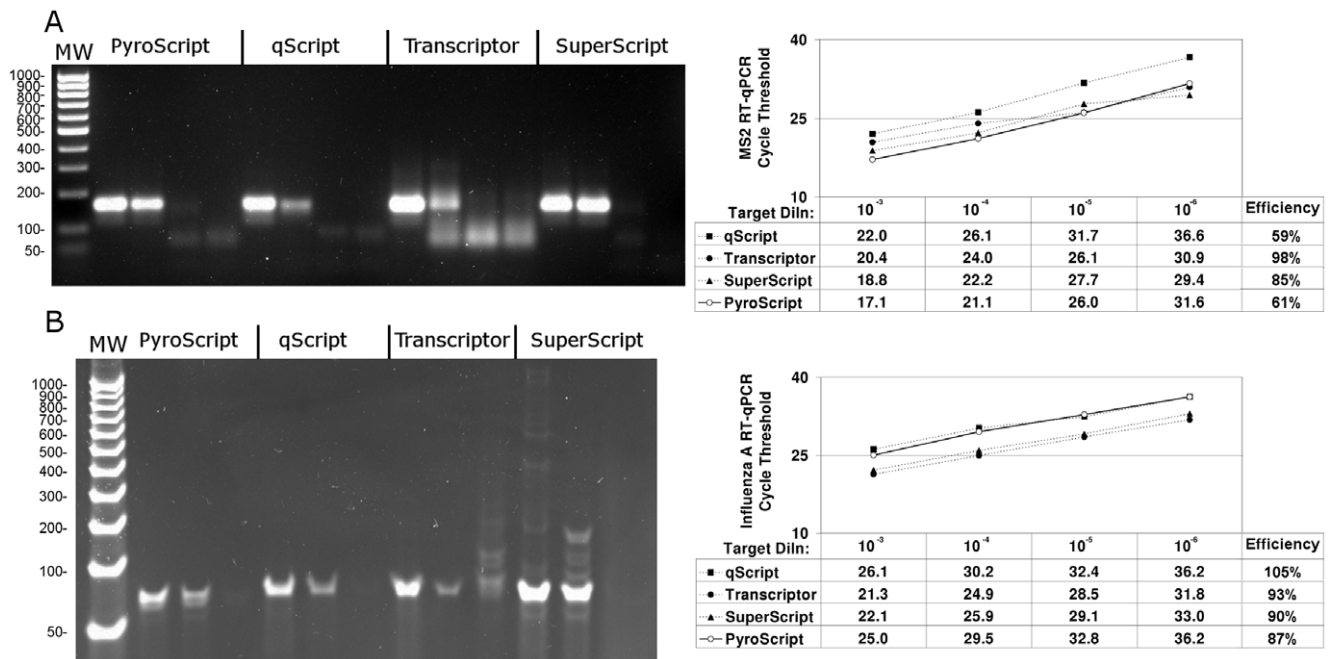 A
MW PyroScript qScript Transcriptor SuperScript
1000-
900-
800-
700-
600-
500-
400-
300-
200-
100-
50-
MS2 RT-qPCR
Cycle Threshold
40
25
10
Target Diln: 10⁻³ 10⁻⁴ 10⁻⁵ 10⁻⁶ Efficiency
qScript 22.0 26.1 31.7 36.6 59%
Transcriptor 20.4 24.0 26.1 30.9 98%
SuperScript 18.8 22.2 27.7 29.4 85%
PyroScript 17.1 21.1 26.0 31.6 61%
B
MW PyroScript qScript Transcriptor SuperScript
1000-
900-
800-
700-
600-
500-
400-
300-
200-
100-
50-
Influenza A RT-qPCR
Cycle Threshold
40
25
10
Target Diln: 10⁻³ 10⁻⁴ 10⁻⁵ 10⁻⁶ Efficiency
qScript 26.1 30.2 32.4 36.2 105%
Transcriptor 21.3 24.9 28.5 31.8 93%
SuperScript 22.1 25.9 29.1 33.0 90%
PyroScript 25.0 29.5 32.8 36.2 87%